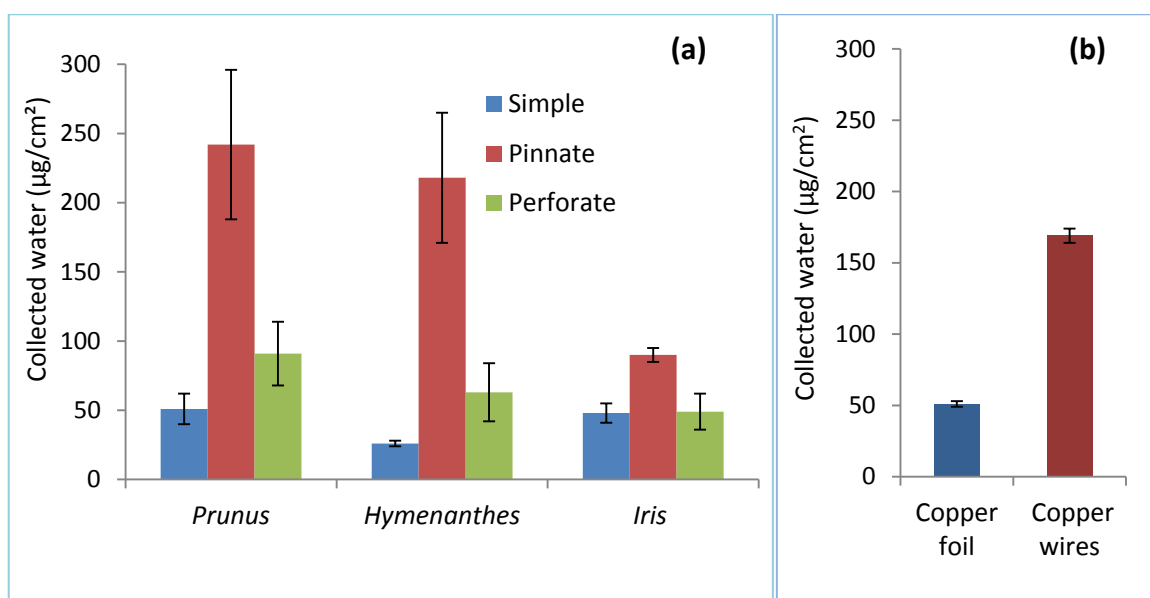 (a)
Collected water (µg/cm²)
300
250
200
150
100
50
0
Simple
Pinnate
Perforate
Prunus
Hymenanthes
Iris
(b)
Collected water (µg/cm²)
300
250
200
150
100
50
0
Copper
foil
Copper
wires